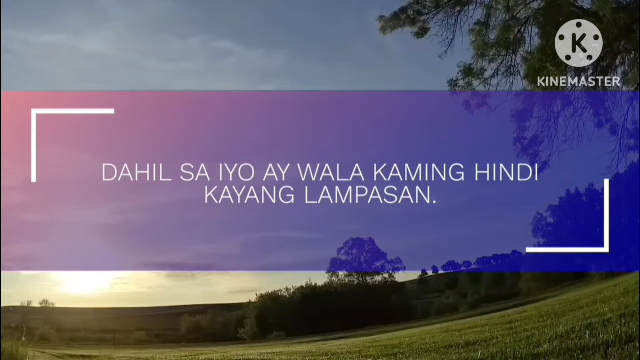 KINEMASTER
DAHIL SA IYO AY WALA KAMING HINDI
KAYANG LAMPASAN.